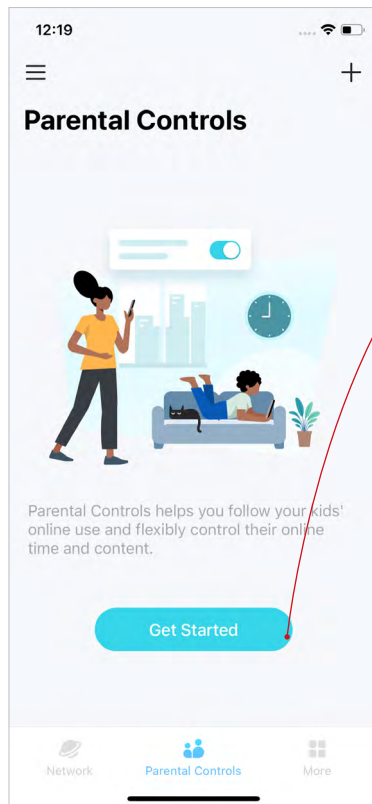 12:19
Parental Controls
Parental Controls helps you follow your kids'
online use and flexibly control their online
time and content.
Get Started
Network
Parental Controls
More